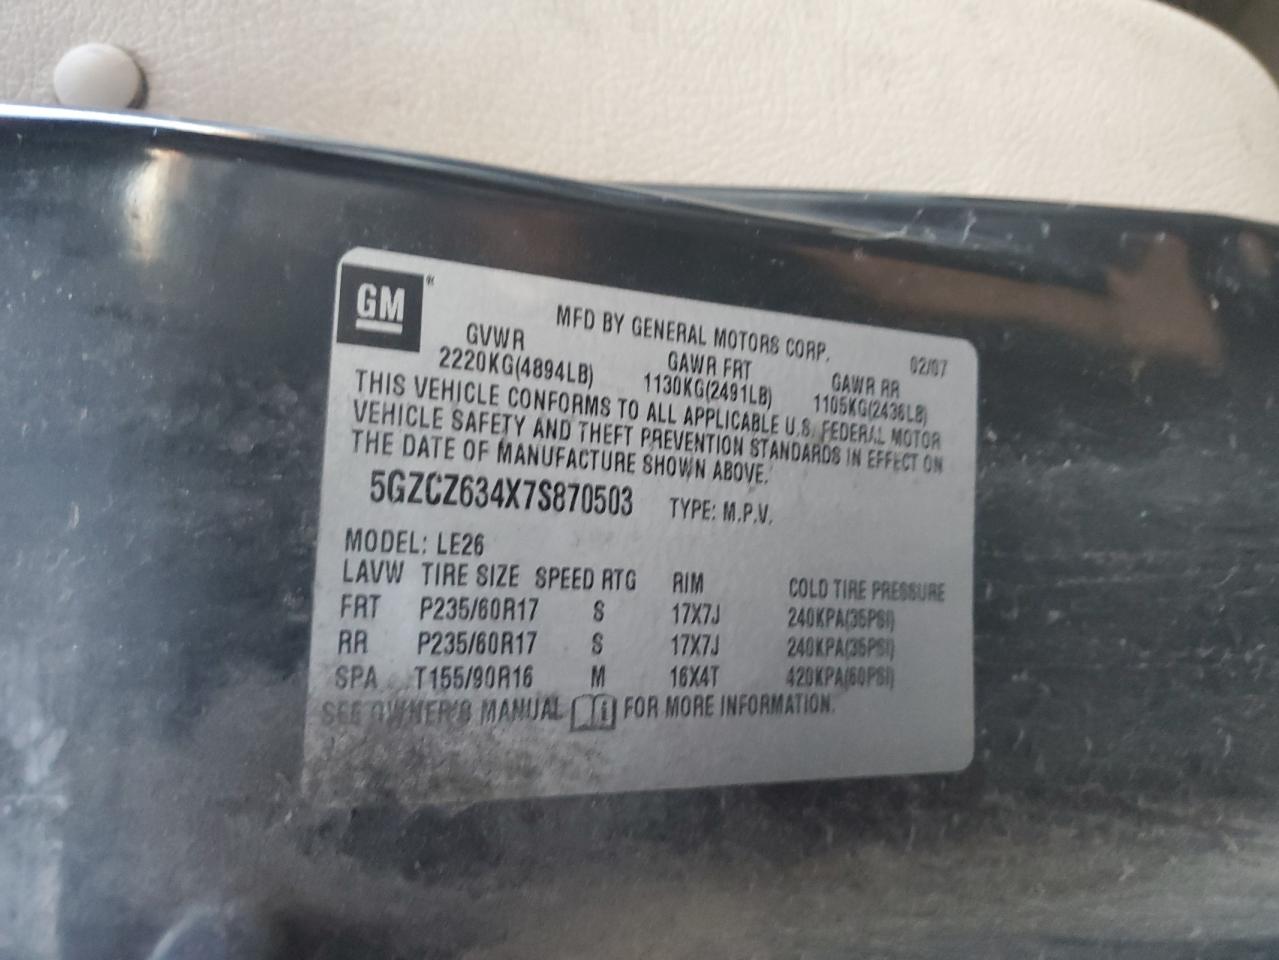 GM®
MFD BY GENERAL MOTORS CORP. 02/07
GVWR GAWR FRT GAWR RR
2220KG(4894LB) 1130KG(2491LB) 1105KG(2436LB)
THIS VEHICLE CONFORMS TO ALL APPLICABLE U.S. FEDERAL MOTOR
VEHICLE SAFETY AND THEFT PREVENTION STANDARDS IN EFFECT ON
THE DATE OF MANUFACTURE SHOWN ABOVE.
5GZCZ634X7S870503 TYPE: M.P.V.
MODEL: LE26
LAVW TIRE SIZE SPEED RTG RIM COLD TIRE PRESSURE
FRT P235/60R17 S 17X7J 240KPA(35PSI)
RR P235/60R17 S 17X7J 240KPA(35PSI)
SPA T155/90R16 M 16X4T 420KPA(60PSI)
SEE OWNER'S MANUAL FOR MORE INFORMATION.